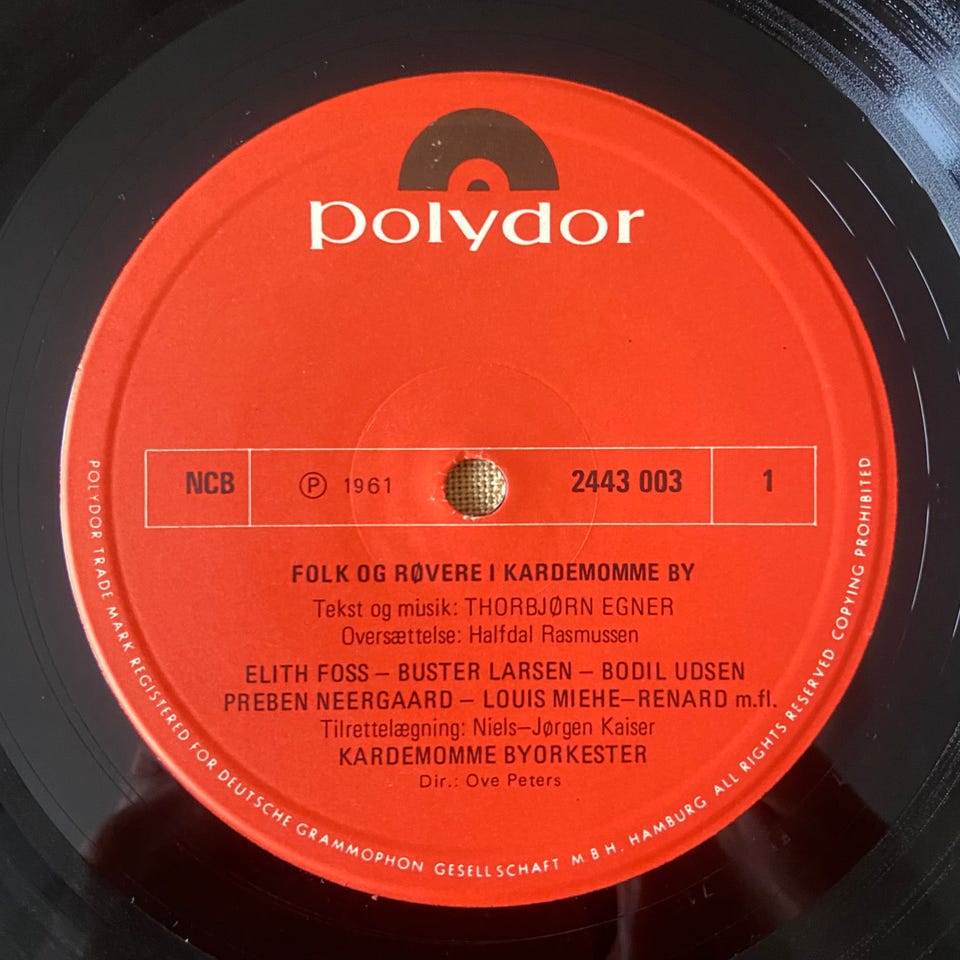 polydor
NCB ℗ 1961 2443 003 1
FOLK OG RØVERE I KARDEMOMME BY
Tekst og müsik: THORBJØRN EGNER
Oversættelse: Halfdal Rasmussen
ELITH FOSS – BUSTER LARSEN – BODIL UDSEN
PREBEN NEERGAARD – LOUIS MIEHE–RENARD m.fl.
Tilrettelægning: Niels–Jørgen Kaiser
KARDEMOMME BYORKESTER
Dir.: Ove Peters
POLYDOR TRADE MARK REGISTERED FOR DEUTSCHE GRAMMOPHON GESELLSCHAFT M B H, HAMBURG ALL RIGHTS RESERVED COPYING PROHIBITED